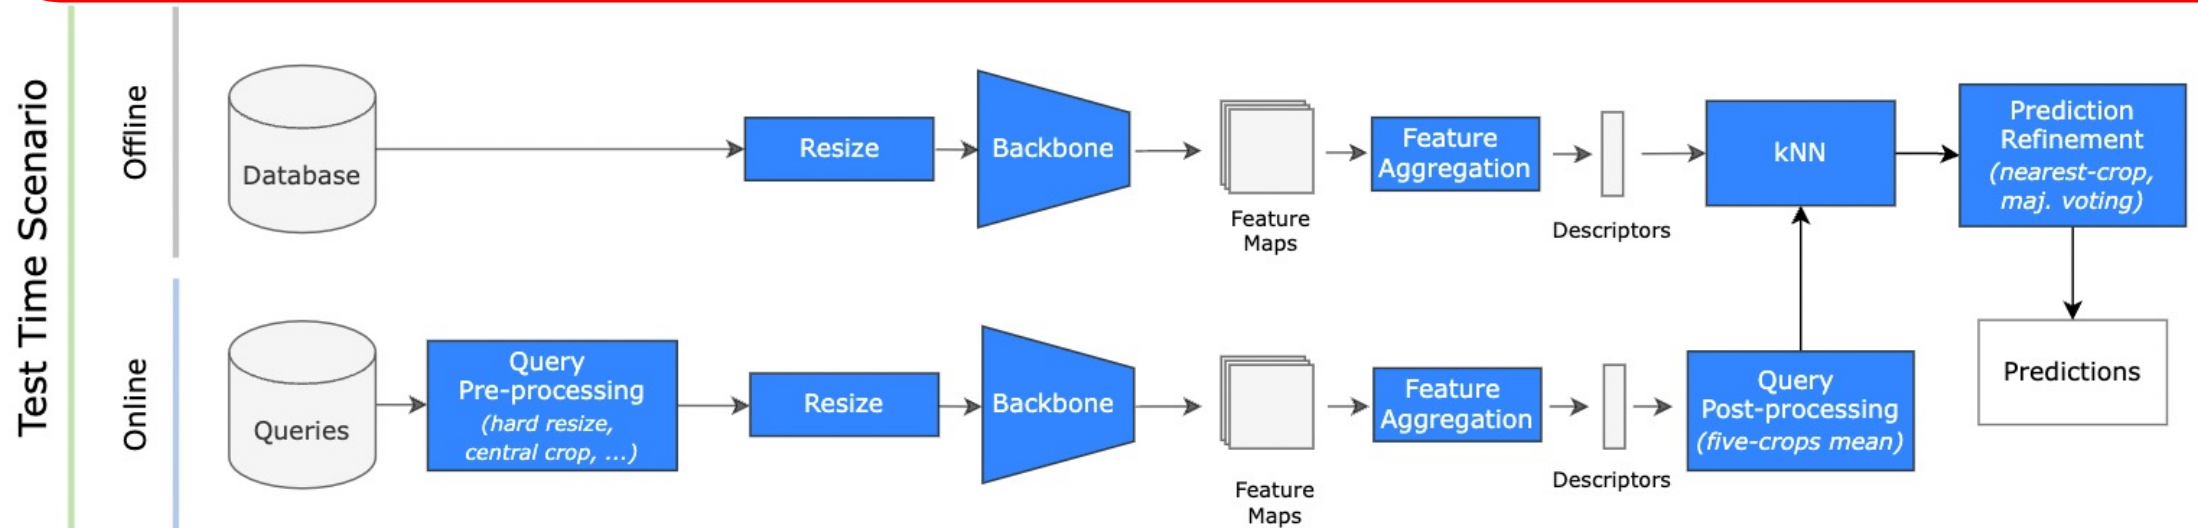 Test Time Scenario
Offline
Database
Resize
Backbone
Feature
Maps
Feature
Aggregation
Descriptors
kNN
Prediction
Refinement
(nearest-crop,
maj. voting)
Online
Queries
Query
Pre-processing
(hard resize,
central crop, ...)
Resize
Backbone
Feature
Maps
Feature
Aggregation
Descriptors
Query
Post-processing
(five-crops mean)
Predictions